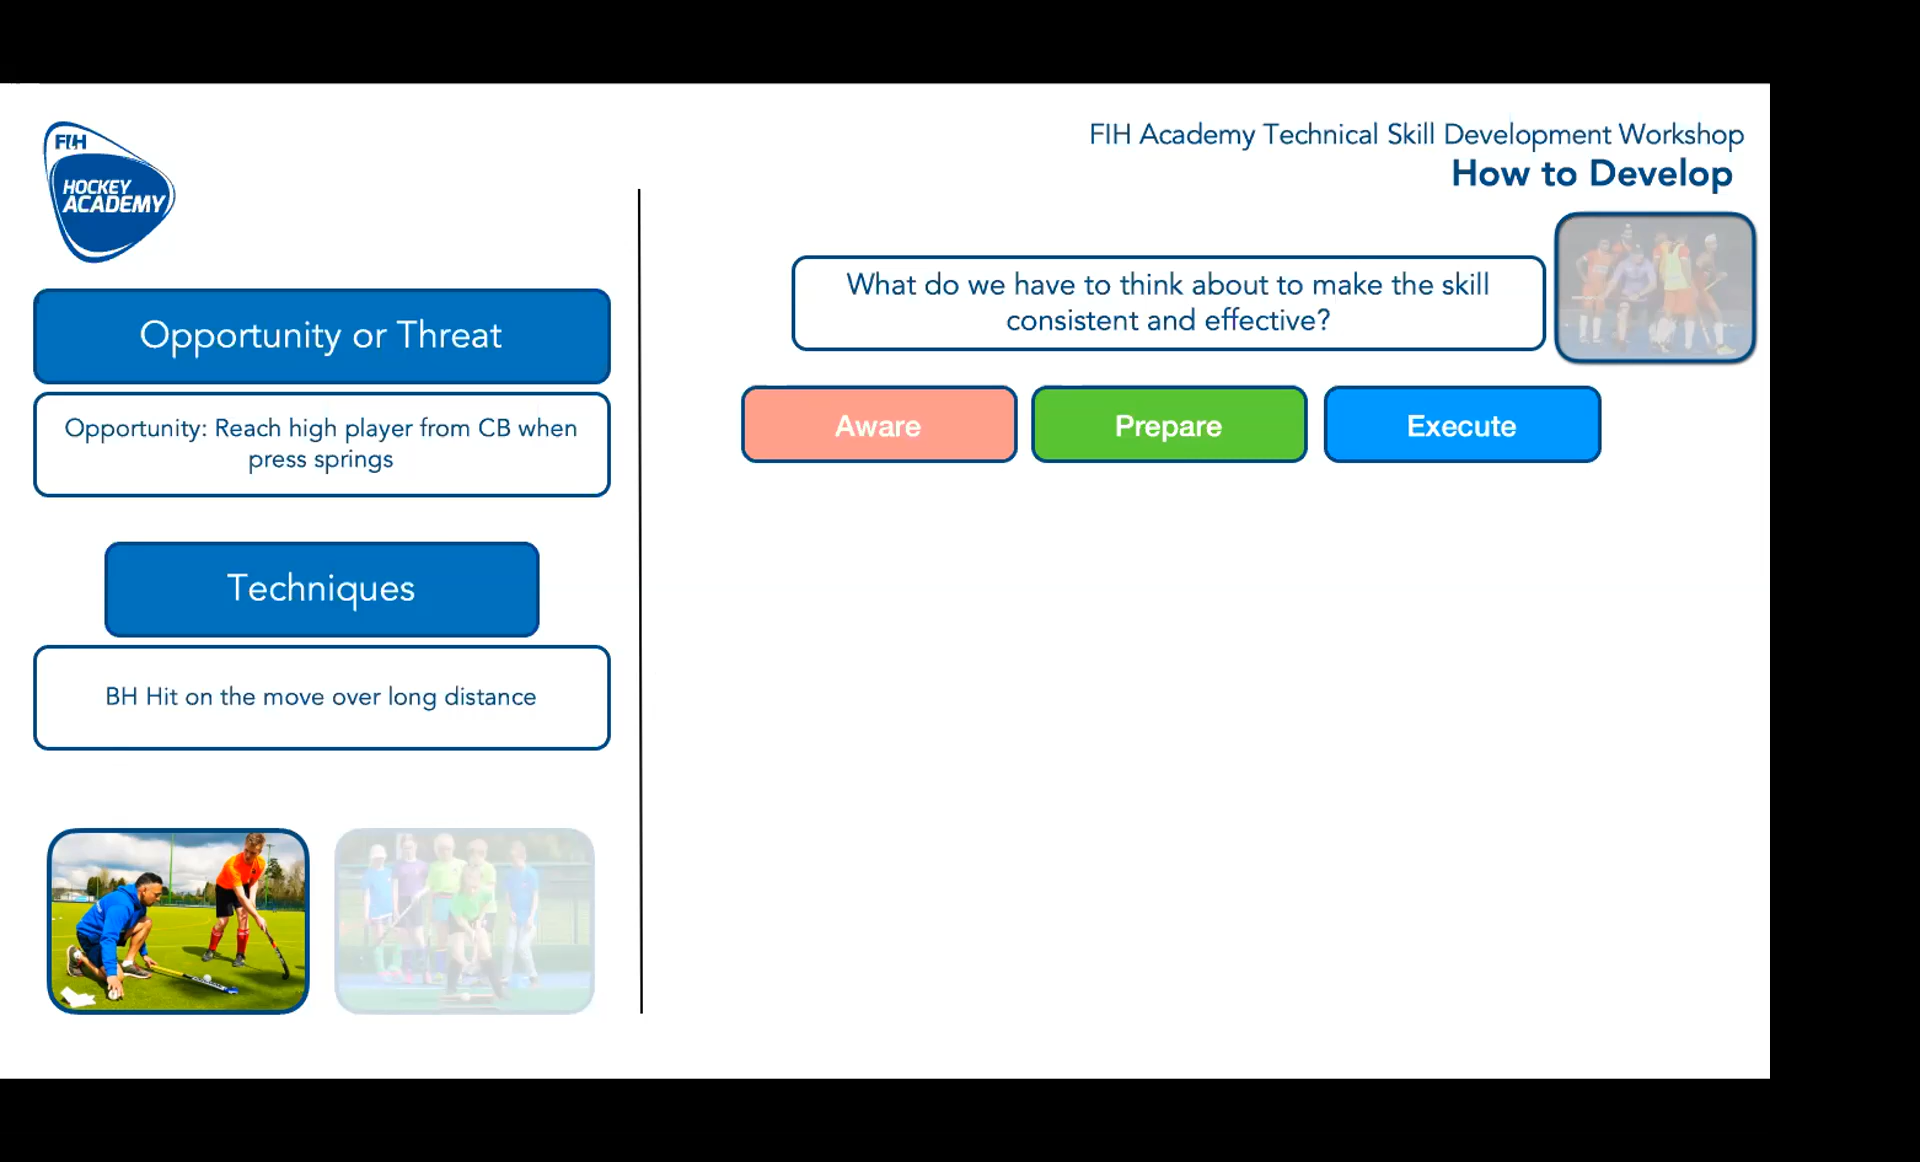 FIH
HOCKEY
ACADEMY
FIH Academy Technical Skill Development Workshop
How to Develop
Opportunity or Threat
Opportunity: Reach high player from CB when
press springs
Techniques
BH Hit on the move over long distance
What do we have to think about to make the skill
consistent and effective?
Aware
Prepare
Execute